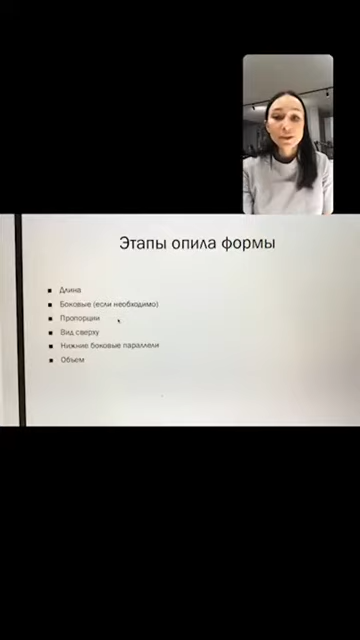 Этапы опила формы
Длина
Боковые (если необходимо)
Пропорции
Вид сверху
Нижние боковые параллели
Объем